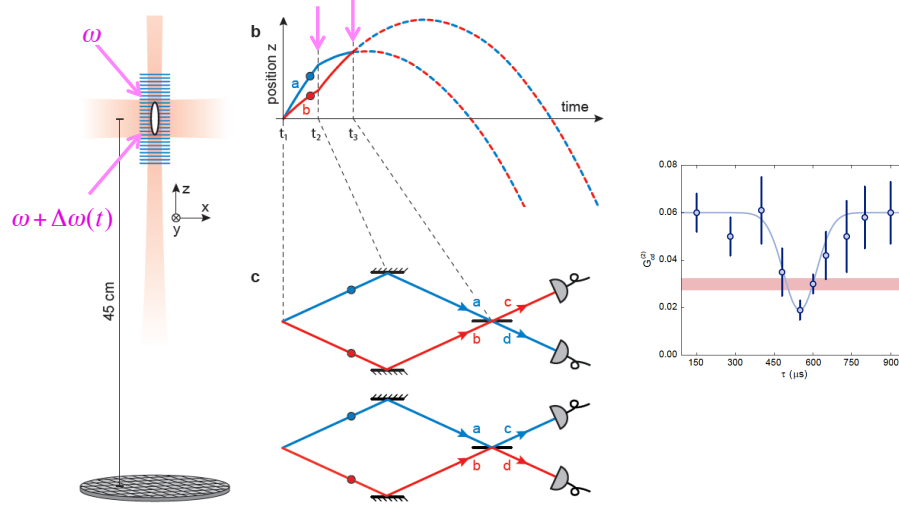 ω
ω + Δω(t)
45 cm
z
x
y
b
position z
a
b
time
t₁
t₂
t₃
c
a
c
b
d
a
c
b
d
G⁽²⁾cd
0.08
0.06
0.04
0.02
0.00
150 300 450 600 750 900
τ (µs)